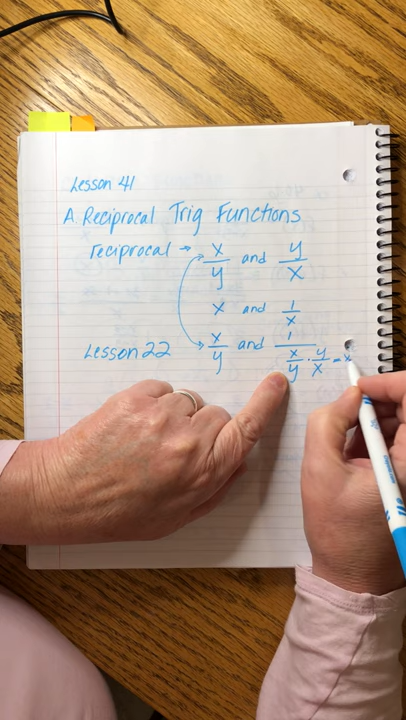 Lesson 41
A. Reciprocal Trig Functions
reciprocal → x/y and y/x
x and 1/x
Lesson 22 x/y and 1/(x/y) · y/x = x